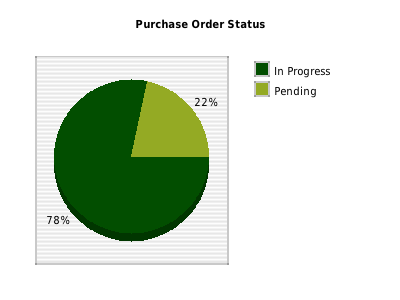 Purchase Order Status
In Progress
Pending
22%
78%